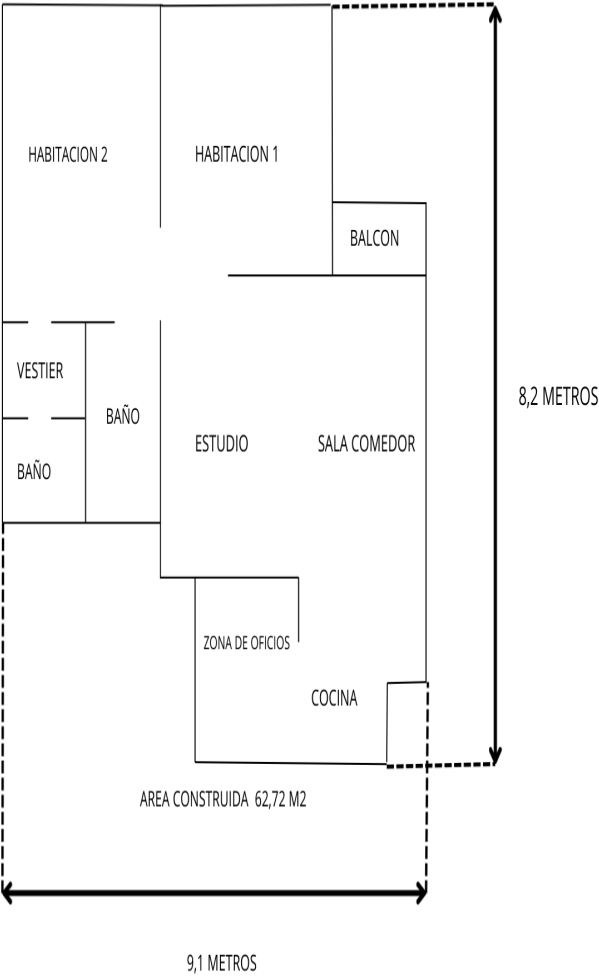 HABITACION 2
HABITACION 1
BALCON
VESTIER
BAÑO
BAÑO
ESTUDIO
SALA COMEDOR
8,2 METROS
ZONA DE OFICIOS
COCINA
AREA CONSTRUIDA 62,72 M2
9,1 METROS